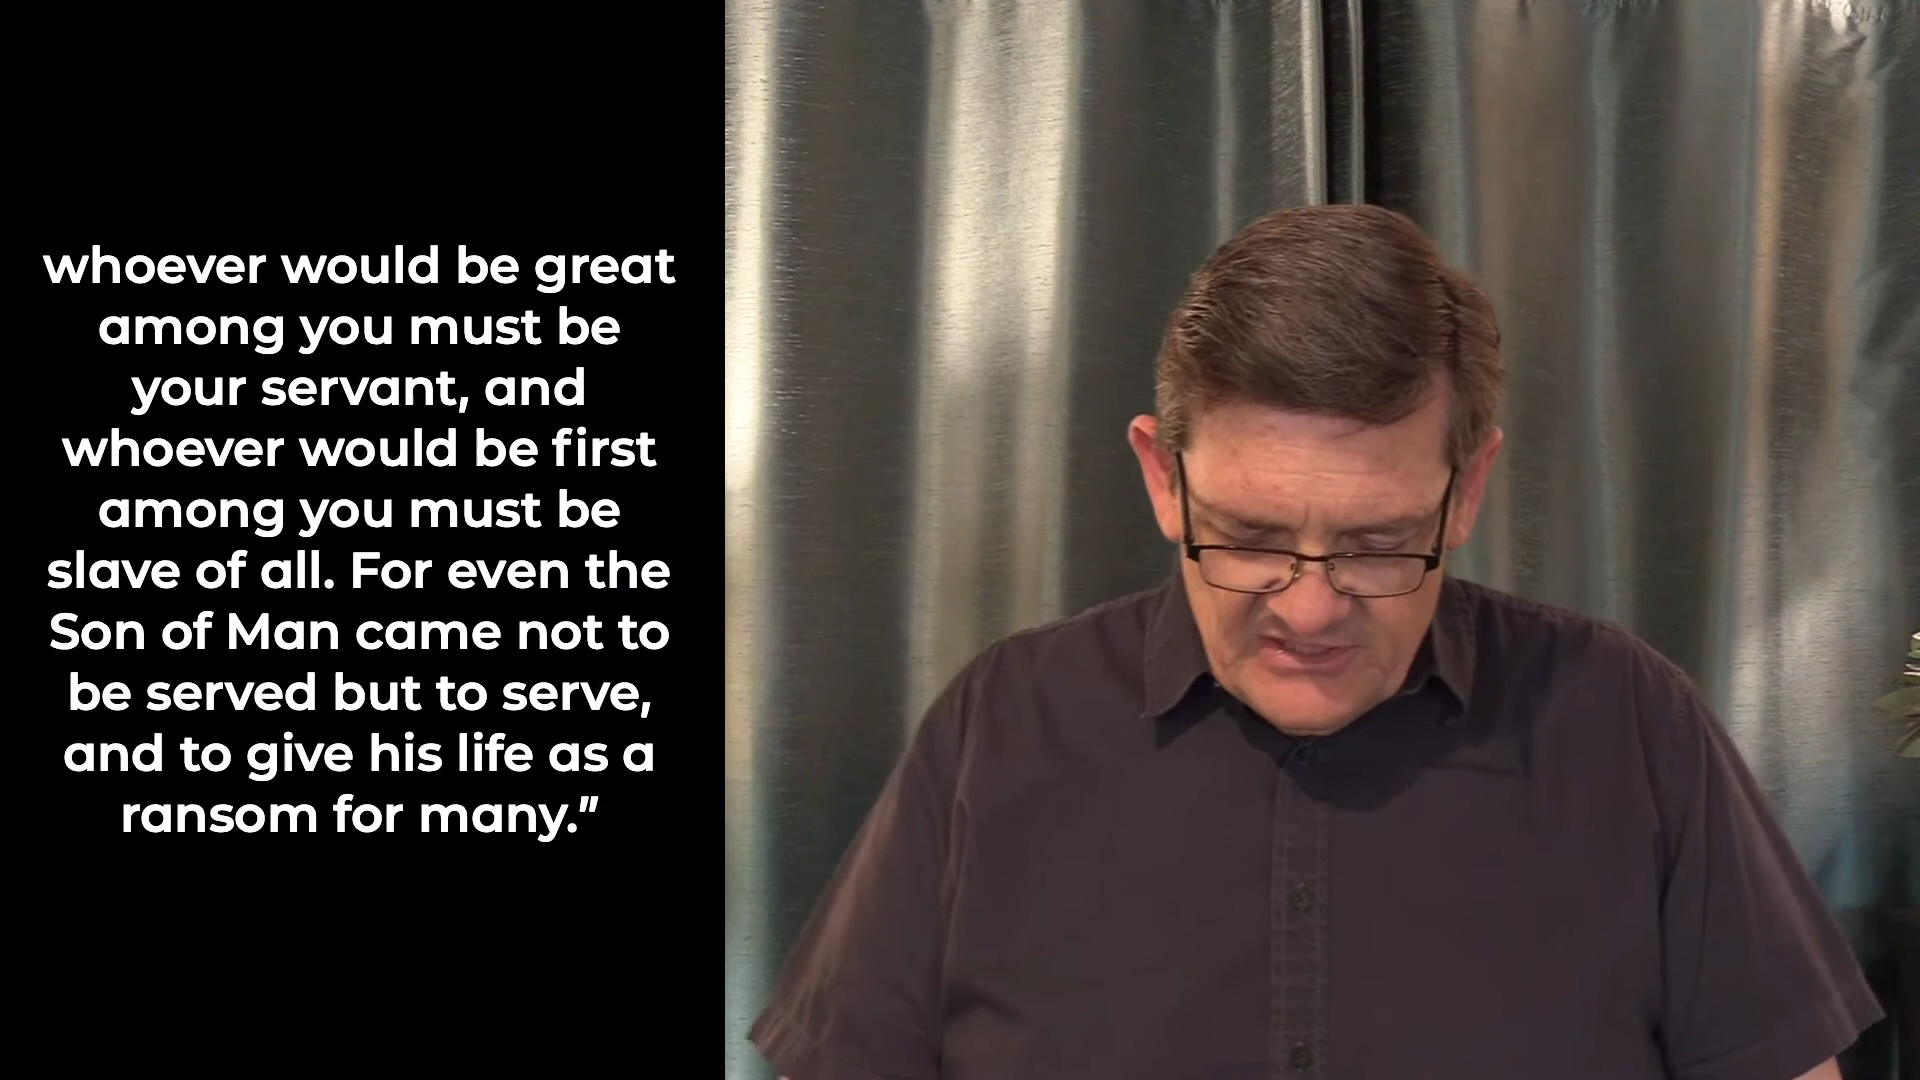 whoever would be great
among you must be
your servant, and
whoever would be first
among you must be
slave of all. For even the
Son of Man came not to
be served but to serve,
and to give his life as a
ransom for many."